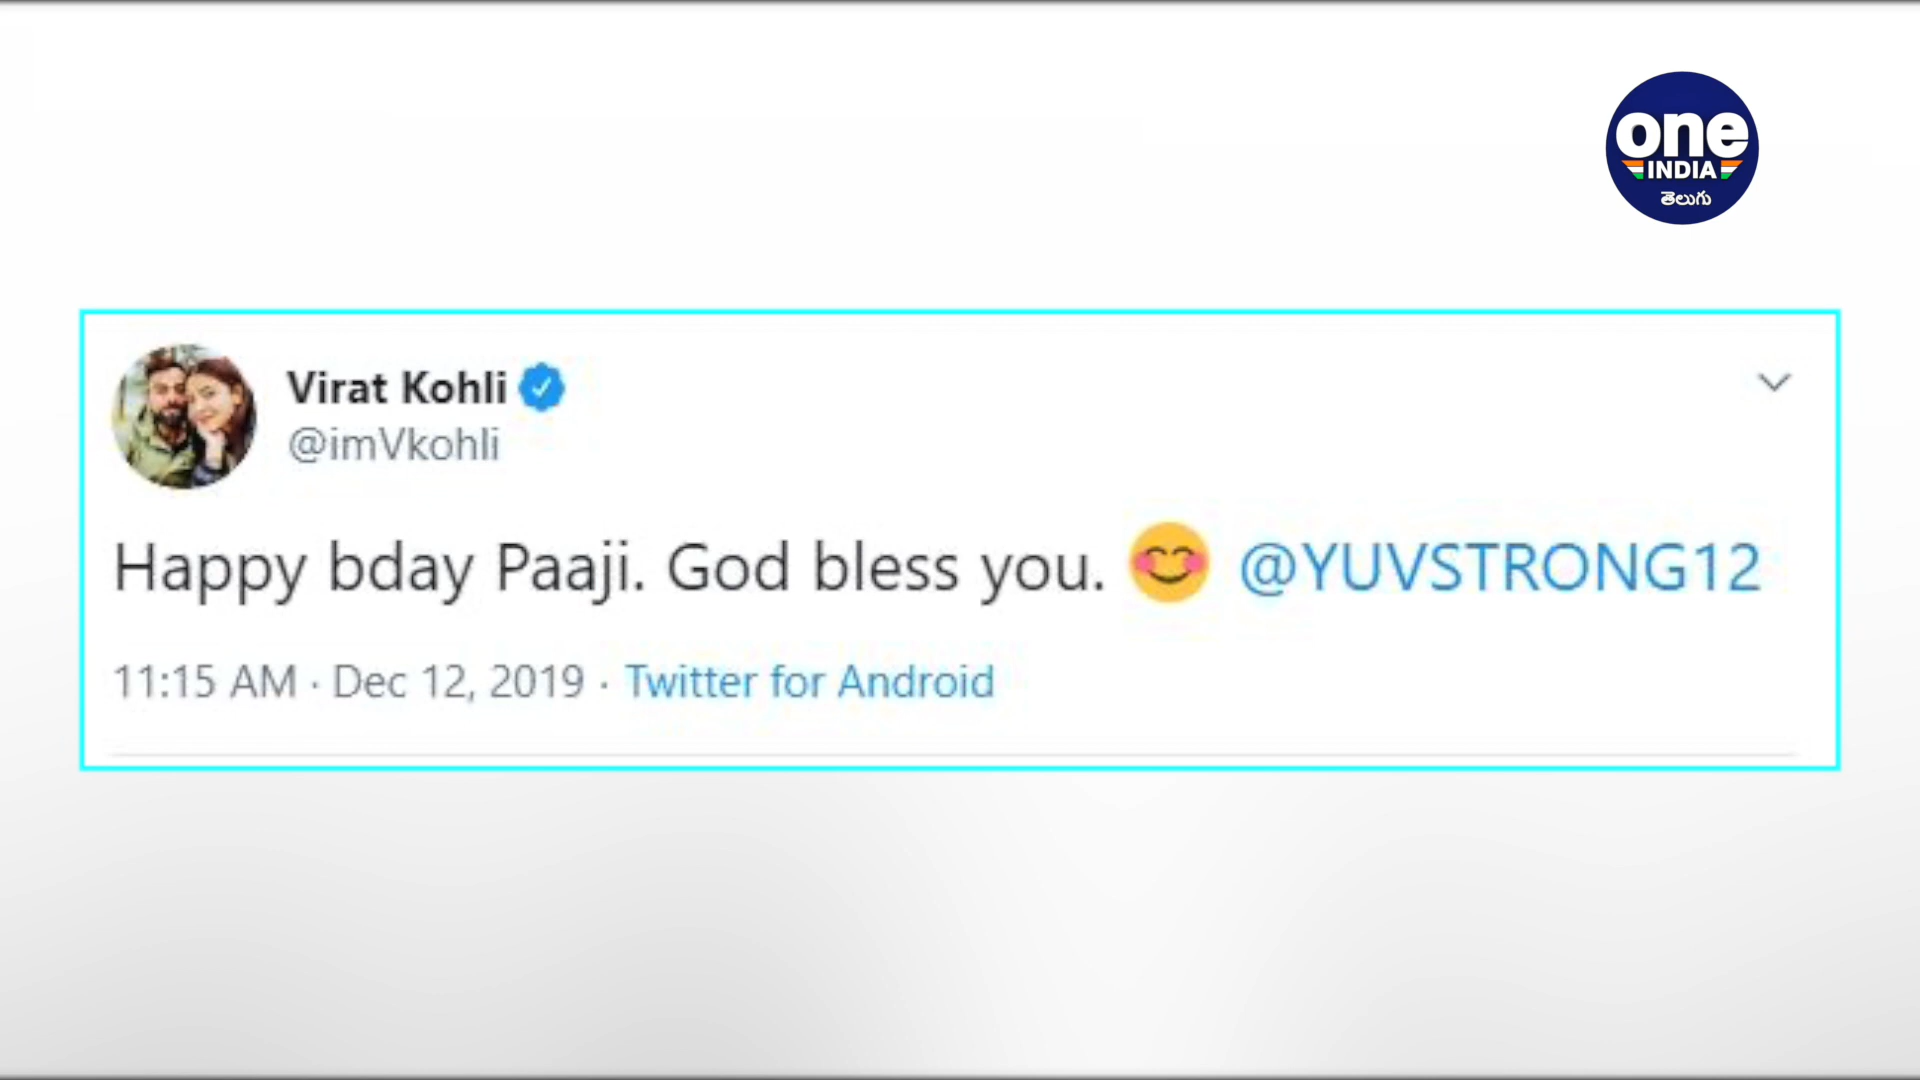 one
INDIA
తెలుగు
Virat Kohli
@imVkohli
Happy bday Paaji. God bless you. 😊 @YUVSTRONG12
11:15 AM · Dec 12, 2019 · Twitter for Android